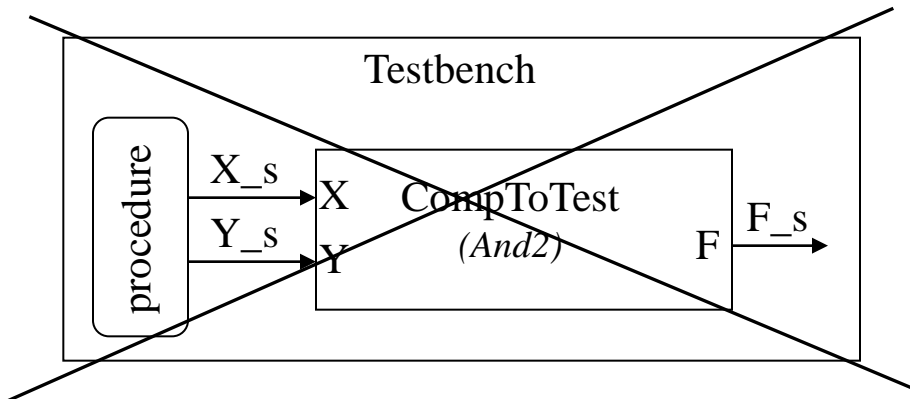 Testbench
procedure
X_s
Y_s
X
Y
CompToTest
(And2)
F
F_s